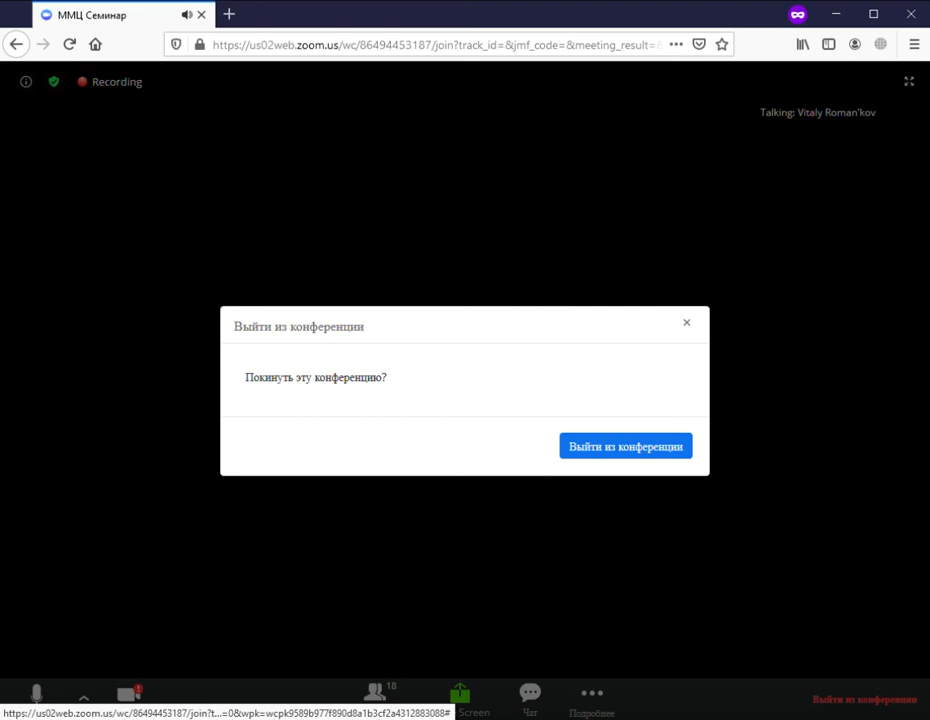 ММЦ Семинар
https://us02web.zoom.us/wc/86494453187/join?track_id=&jmf_code=&meeting_result=
Recording
Talking: Vitaly Roman'kov
Выйти из конференции
Покинуть эту конференцию?
Выйти из конференции
18
Screen
Чат
Подробнее
Выйти из конференции
https://us02web.zoom.us/wc/86494453187/join?t...=0&wpk=wcpk9589b977f890d8a1b3cf2a4312883088#